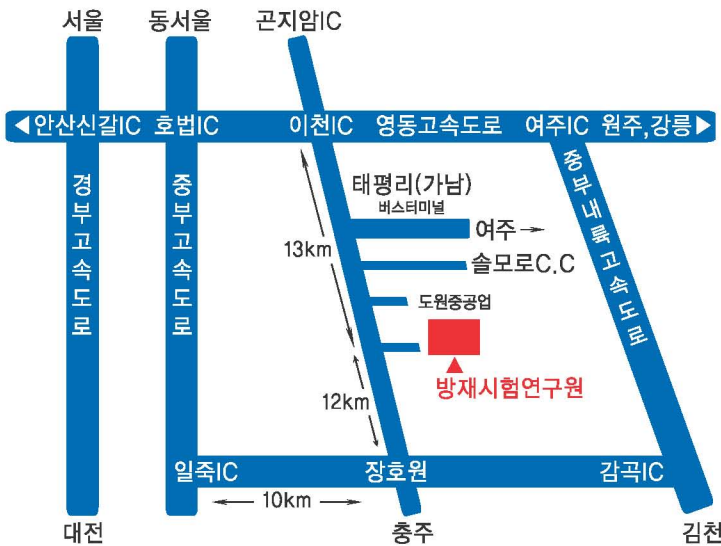 서울
동서울
곤지암IC
◀안산신갈IC
호법IC
이천IC
영동고속도로
여주IC
원주,강릉▶
경부고속도로
중부고속도로
중부내륙고속도로
태평리(가남)
버스터미널
여주→
13km
솔모로C.C
도원중공업
방재시험연구원
12km
일죽IC
장호원
감곡IC
10km
대전
충주
김천